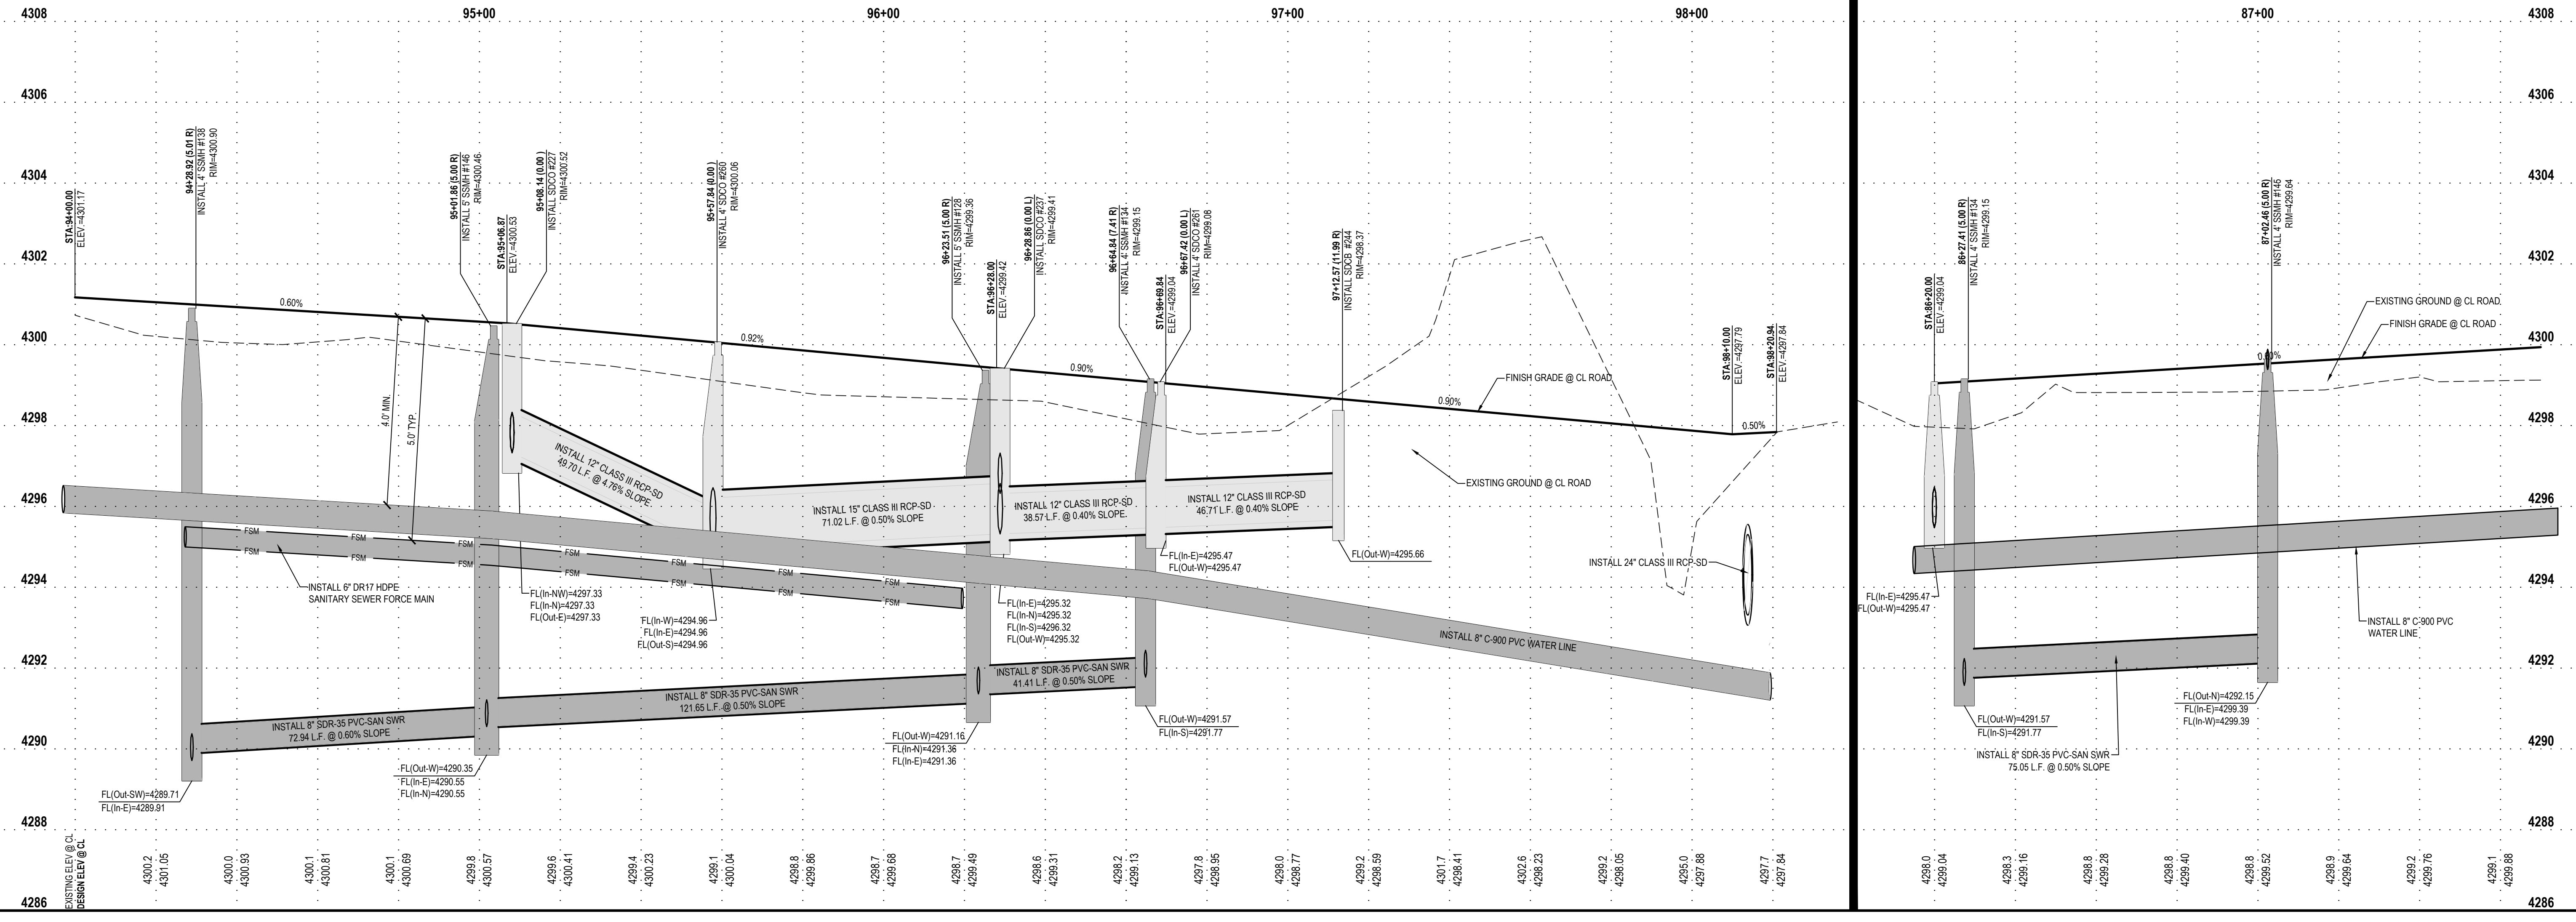 4308
95+00
96+00
97+00
98+00
87+00
4308
4306
4306
4304
4304
4302
4302
4300
4300
4298
4298
4296
4296
4294
4294
4292
4292
4290
4290
4288
4288
4286
4286
STA:94+00.00
ELEV.=4301.17
94+28.92 (5.01 R)
INSTALL 4' SSMH #138
RIM=4300.90
95+01.86 (5.00 R)
INSTALL 5' SSMH #146
RIM=4300.46
STA:95+06.87
ELEV.=4300.53
95+08.14 (0.00 )
INSTALL SDCO #227
RIM=4300.52
95+57.84 (0.00 )
INSTALL 4' SDCO #260
RIM=4300.06
96+23.51 (5.00 R)
INSTALL 5' SSMH #128
RIM=4299.36
STA:96+28.00
ELEV.=4299.42
96+28.86 (0.00 L)
INSTALL SDCO #237
RIM=4299.41
96+64.84 (7.41 R)
INSTALL 4' SSMH #134
RIM=4299.15
STA:96+69.84
ELEV.=4299.04
96+67.42 (0.00 L)
INSTALL 4' SDCO #261
RIM=4299.08
97+12.57 (11.99 R)
INSTALL SDCB #244
RIM=4298.37
STA:98+10.00
ELEV.=4297.79
STA:98+20.94
ELEV.=4297.84
0.60%
0.92%
0.90%
0.90%
0.50%
4.0' MIN.
5.0' TYP.
FINISH GRADE @ CL ROAD
EXISTING GROUND @ CL ROAD
INSTALL 12" CLASS III RCP-SD
49.70 L.F. @ 4.76% SLOPE
INSTALL 15" CLASS III RCP-SD
71.02 L.F. @ 0.50% SLOPE
INSTALL 12" CLASS III RCP-SD
38.57 L.F. @ 0.40% SLOPE
INSTALL 12" CLASS III RCP-SD
46.71 L.F. @ 0.40% SLOPE
INSTALL 24" CLASS III RCP-SD
FSM
FSM
FSM
FSM
FSM
FSM
FSM
FSM
FSM
FSM
FSM
FSM
FSM
FSM
INSTALL 6" DR17 HDPE
SANITARY SEWER FORCE MAIN
FL(In-NW)=4297.33
FL(In-N)=4297.33
FL(Out-E)=4297.33
FL(In-W)=4294.96
FL(In-E)=4294.96
FL(Out-S)=4294.96
FL(In-E)=4295.32
FL(In-N)=4295.32
FL(In-S)=4296.32
FL(Out-W)=4295.32
FL(In-E)=4295.47
FL(Out-W)=4295.47
FL(Out-W)=4295.66
INSTALL 8" C-900 PVC WATER LINE
INSTALL 8" SDR-35 PVC-SAN SWR
72.94 L.F. @ 0.60% SLOPE
INSTALL 8" SDR-35 PVC-SAN SWR
121.65 L.F. @ 0.50% SLOPE
INSTALL 8" SDR-35 PVC-SAN SWR
41.41 L.F. @ 0.50% SLOPE
FL(Out-SW)=4289.71
FL(In-E)=4289.91
FL(Out-W)=4290.35
FL(In-E)=4290.55
FL(In-N)=4290.55
FL(Out-W)=4291.16
FL(In-N)=4291.36
FL(In-E)=4291.36
FL(Out-W)=4291.57
FL(In-S)=4291.77
STA:86+20.00
ELEV.=4299.04
86+27.41 (5.00 R)
INSTALL 4' SSMH #134
RIM=4299.15
87+02.46 (5.00 R)
INSTALL 4' SSMH #145
RIM=4299.64
EXISTING GROUND @ CL ROAD
FINISH GRADE @ CL ROAD
FL(In-E)=4295.47
FL(Out-W)=4295.47
INSTALL 8" C-900 PVC
WATER LINE
FL(Out-N)=4292.15
FL(In-E)=4299.39
FL(In-W)=4299.39
FL(Out-W)=4291.57
FL(In-S)=4291.77
INSTALL 8" SDR-35 PVC-SAN SWR
75.05 L.F. @ 0.50% SLOPE
EXISTING ELEV @ CL
DESIGN ELEV @ CL
4300.2
4301.05
4300.0
4300.93
4300.1
4300.81
4300.1
4300.69
4299.8
4300.57
4299.6
4300.41
4299.4
4300.23
4299.1
4300.04
4298.8
4299.86
4298.7
4299.68
4298.7
4299.49
4298.6
4299.31
4298.2
4299.13
4297.8
4298.95
4298.0
4298.77
4299.2
4298.59
4301.7
4298.41
4302.6
4298.23
4299.2
4298.05
4295.0
4297.88
4297.7
4297.84
4298.0
4299.04
4298.3
4299.16
4298.8
4299.28
4298.8
4299.40
4298.8
4299.52
4298.9
4299.64
4299.2
4299.76
4299.1
4299.88